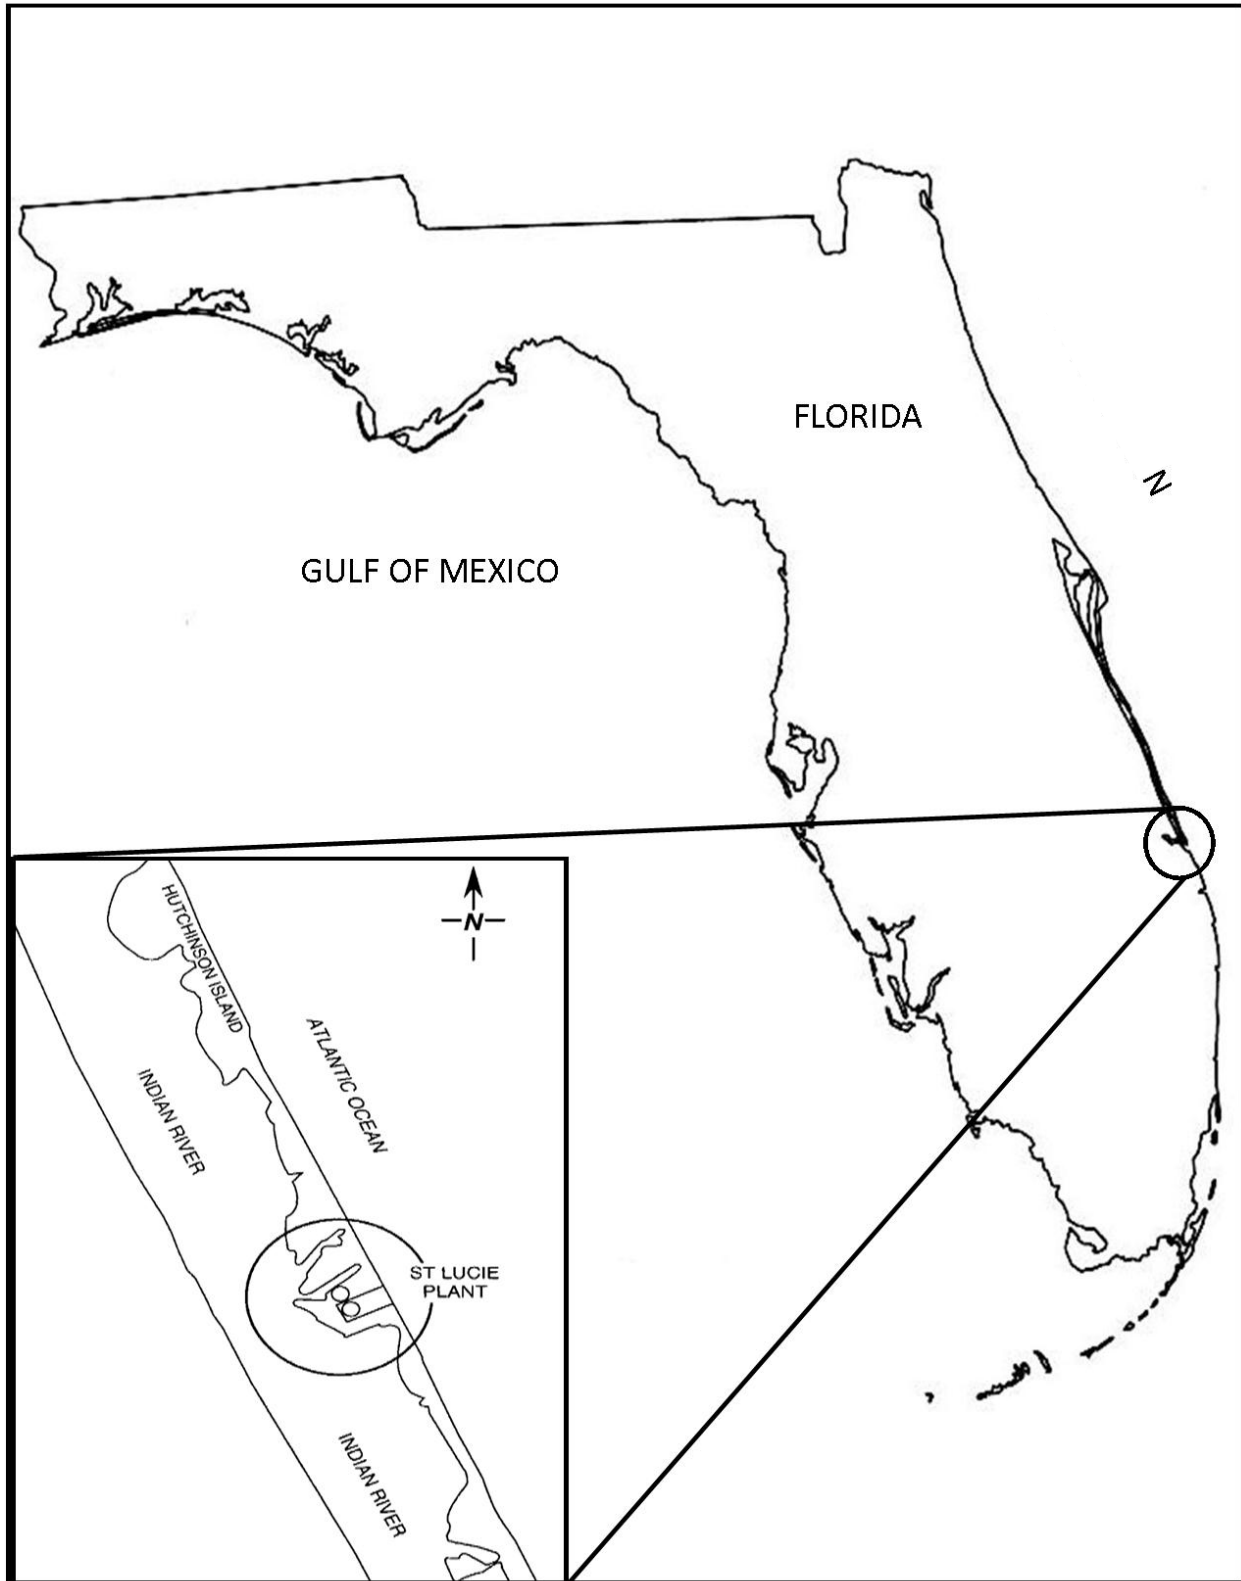 FLORIDA
N
GULF OF MEXICO
N
HUTCHINSON ISLAND
ATLANTIC OCEAN
INDIAN RIVER
ST LUCIE
PLANT
INDIAN RIVER